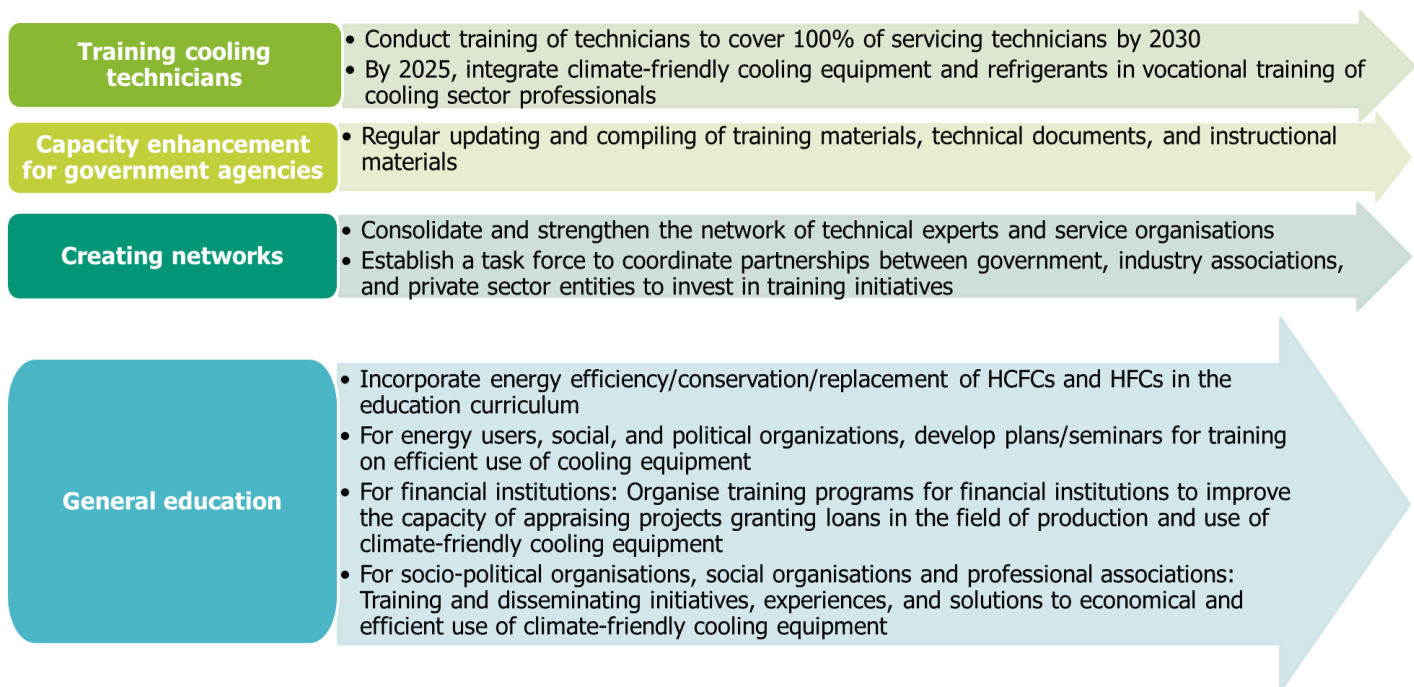 Training cooling
technicians
• Conduct training of technicians to cover 100% of servicing technicians by 2030
• By 2025, integrate climate-friendly cooling equipment and refrigerants in vocational training of
cooling sector professionals
Capacity enhancement
for government agencies
• Regular updating and compiling of training materials, technical documents, and instructional
materials
Creating networks
• Consolidate and strengthen the network of technical experts and service organisations
• Establish a task force to coordinate partnerships between government, industry associations,
and private sector entities to invest in training initiatives
General education
• Incorporate energy efficiency/conservation/replacement of HCFCs and HFCs in the
education curriculum
• For energy users, social, and political organizations, develop plans/seminars for training
on efficient use of cooling equipment
• For financial institutions: Organise training programs for financial institutions to improve
the capacity of appraising projects granting loans in the field of production and use of
climate-friendly cooling equipment
• For socio-political organisations, social organisations and professional associations:
Training and disseminating initiatives, experiences, and solutions to economical and
efficient use of climate-friendly cooling equipment